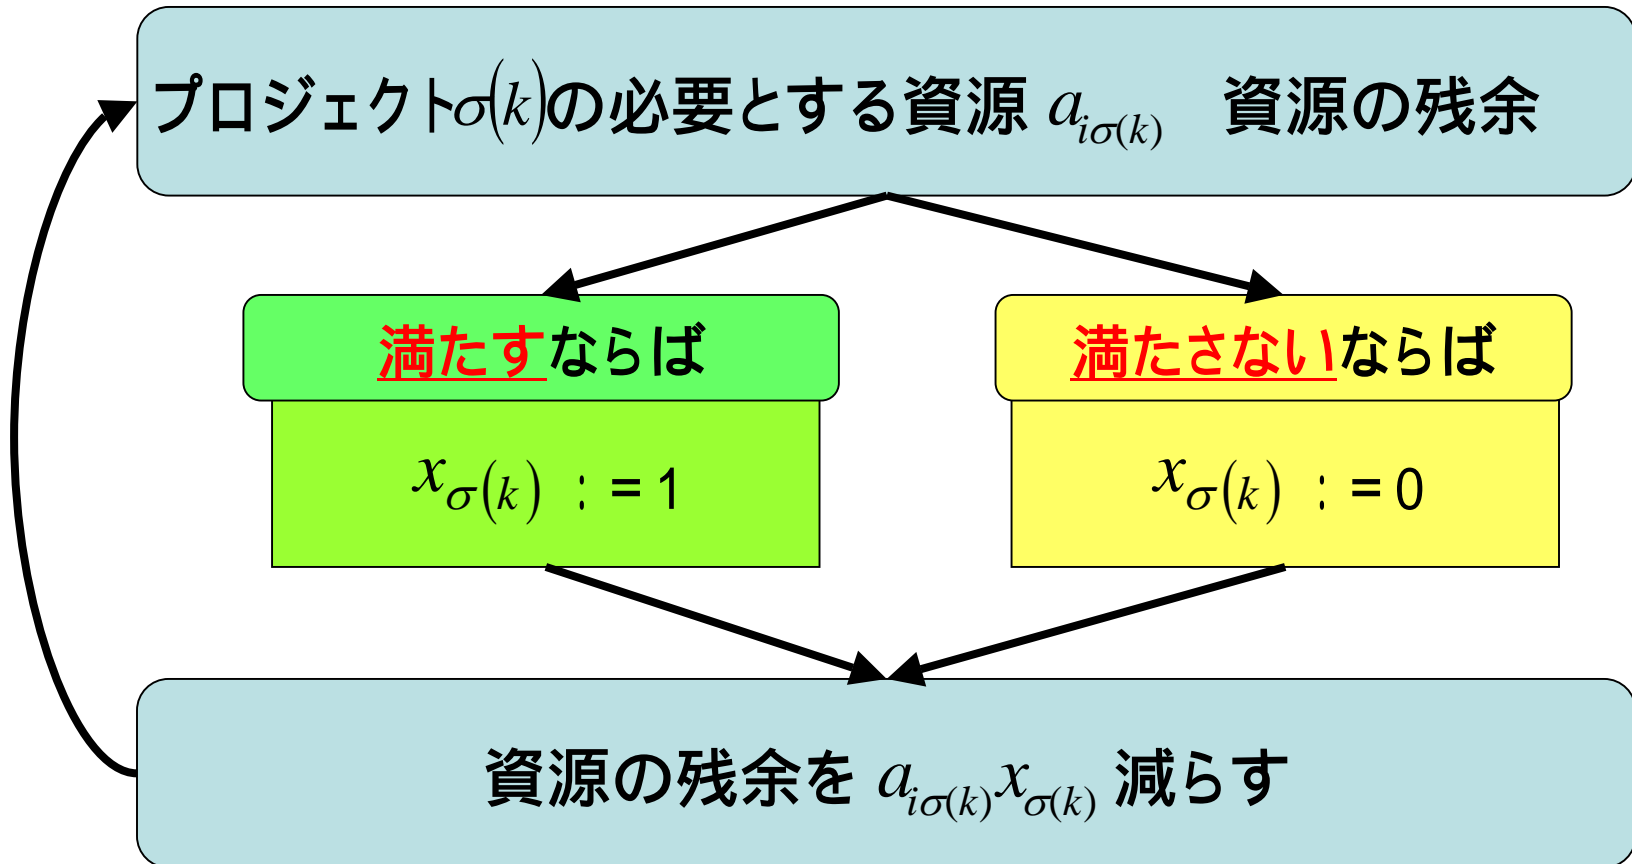 プロジェクトσ(k)の必要とする資源 a_{iσ(k)} 資源の残余
満たすならば
満たさないならば
x_{σ(k)} := 1
x_{σ(k)} := 0
資源の残余を a_{iσ(k)}x_{σ(k)} 減らす